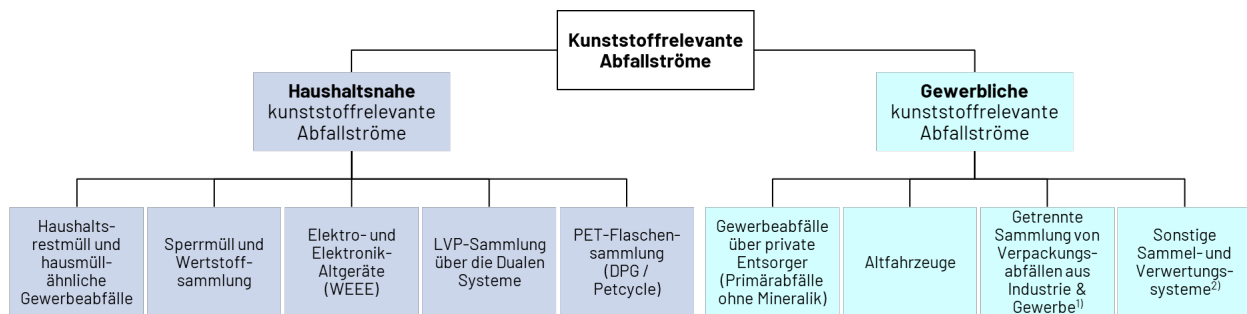 Kunststoffrelevante
Abfallströme
Haushaltsnahe
kunststoffrelevante
Abfallströme
Gewerbliche
kunststoffrelevante
Abfallströme
Haushalts-
restmüll und
hausmüll-
ähnliche
Gewerbeabfälle
Sperrmüll und
Wertstoff-
sammlung
Elektro- und
Elektronik-
Altgeräte
(WEEE)
LVP-Sammlung
über die Dualen
Systeme
PET-Flaschen-
sammlung
(DPG /
Petcycle)
Gewerbeabfälle
über private
Entsorger
(Primärabfälle
ohne Mineralik)
Altfahrzeuge
Getrennte
Sammlung von
Verpackungs-
abfällen aus
Industrie &
Gewerbe1)
Sonstige
Sammel- und
Verwertungs-
systeme2)